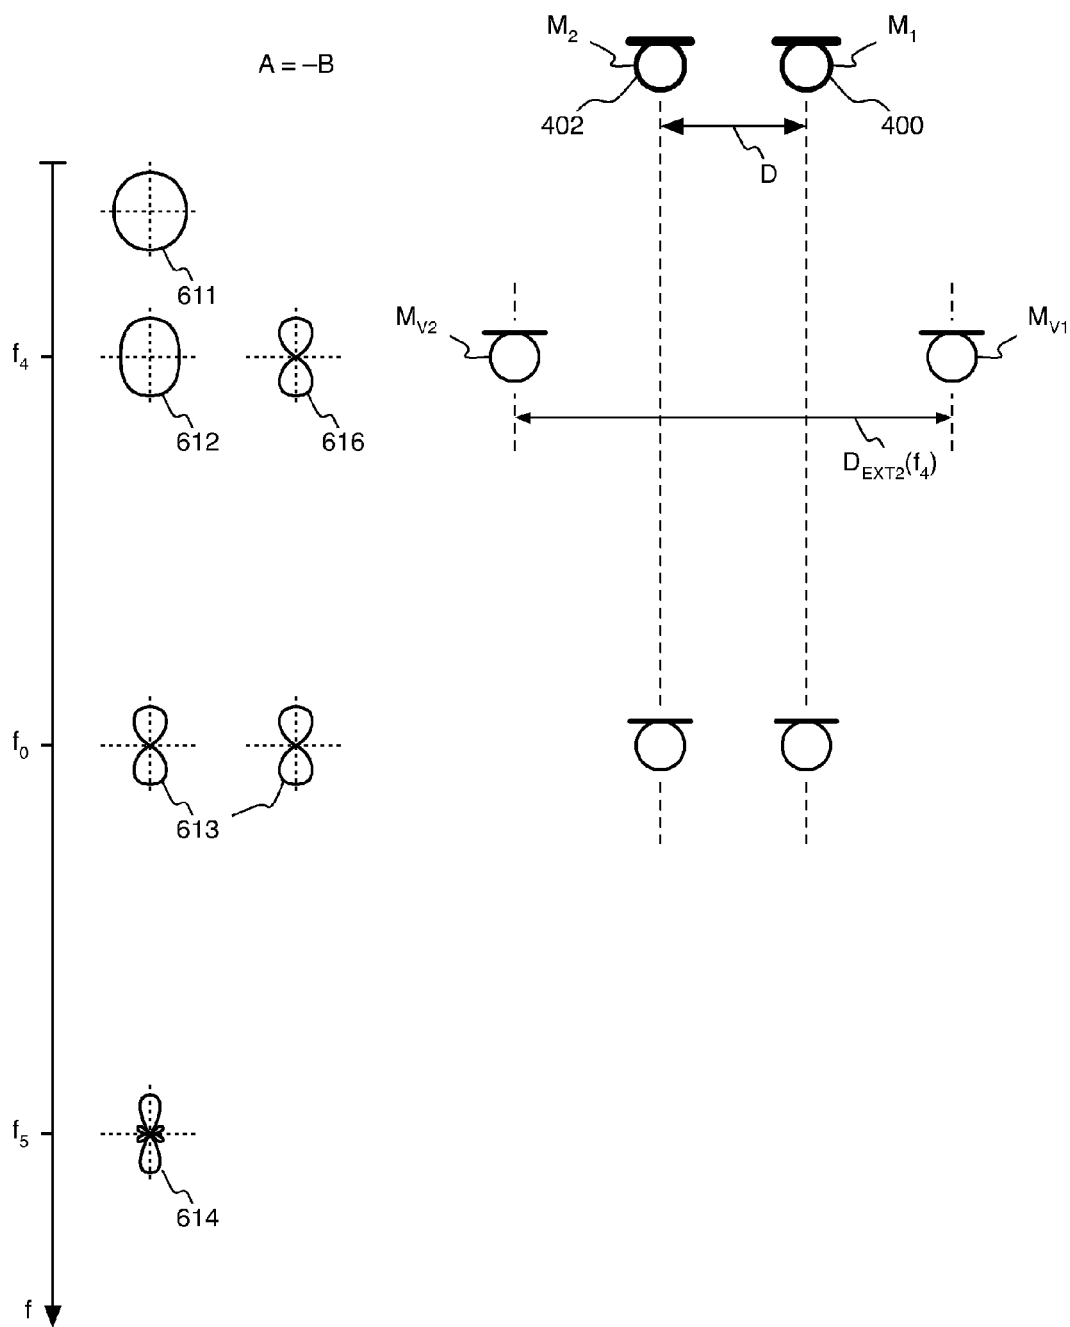 M2 M1
A = –B
402 400
D
611
MV2 MV1
f4
612 616
DEXT2(f4)
f0
613
f5
614
f